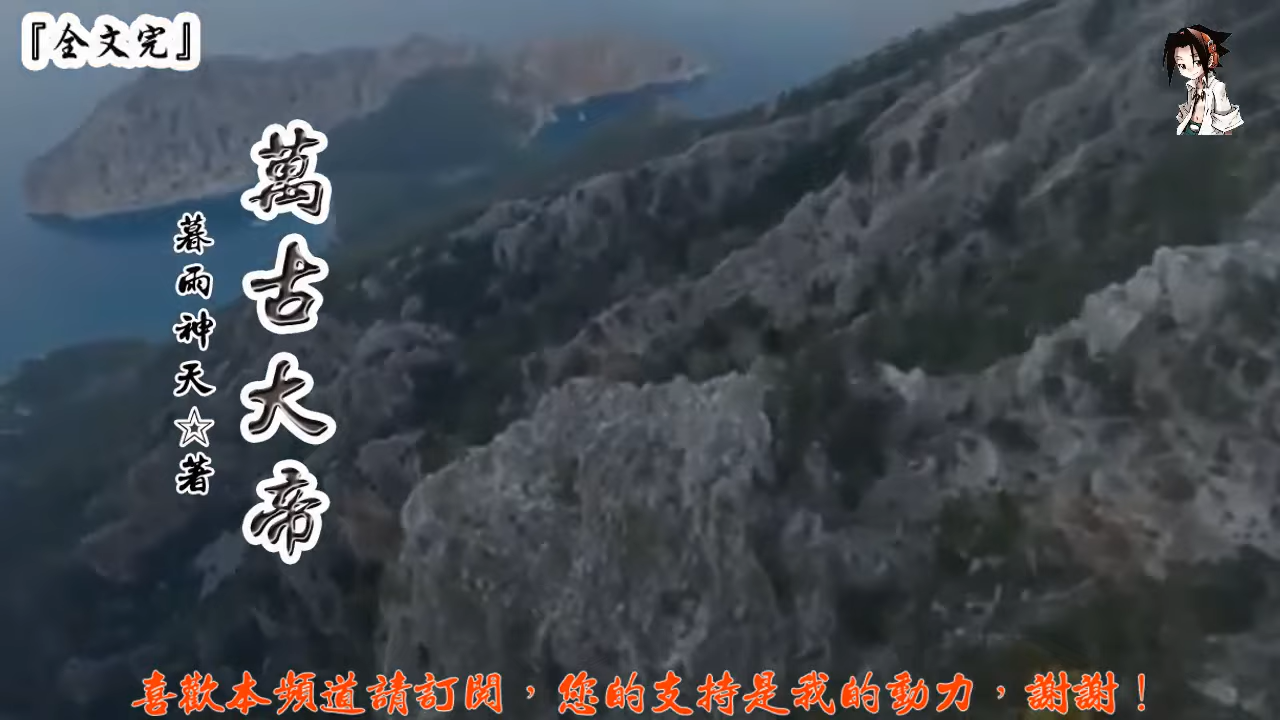 『全文完』
萬古大帝
暮雨神天☆著
喜歡本頻道請訂閱，您的支持是我的動力，謝謝！